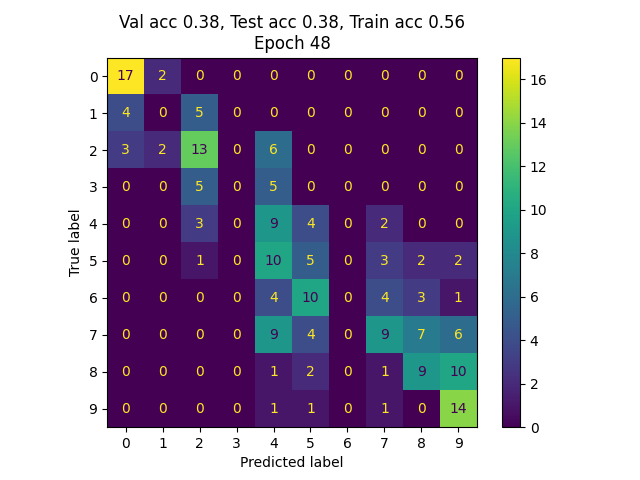 Val acc 0.38, Test acc 0.38, Train acc 0.56
Epoch 48
0 17 2 0 0 0 0 0 0 0 0
1 4 0 5 0 0 0 0 0 0 0
2 3 2 13 0 6 0 0 0 0 0
3 0 0 5 0 5 0 0 0 0 0
4 0 0 3 0 9 4 0 2 0 0
5 0 0 1 0 10 5 0 3 2 2
6 0 0 0 0 4 10 0 4 3 1
7 0 0 0 0 9 4 0 9 7 6
8 0 0 0 0 1 2 0 1 9 10
9 0 0 0 0 1 1 0 1 0 14
0 1 2 3 4 5 6 7 8 9
Predicted label
True label
16
14
12
10
8
6
4
2
0